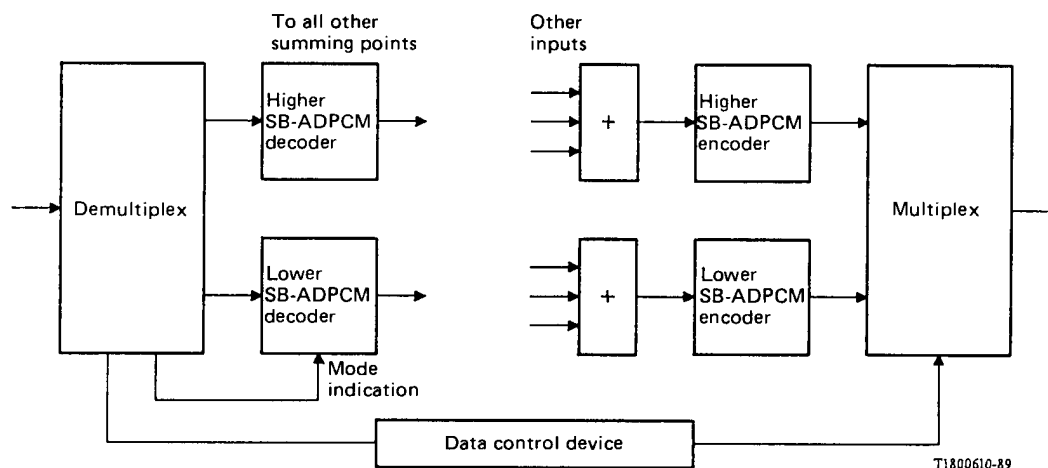 To all other
summing points
Other
inputs
Higher
SB-ADPCM
decoder
+
Higher
SB-ADPCM
encoder
Demultiplex
Multiplex
Lower
SB-ADPCM
decoder
+
Lower
SB-ADPCM
encoder
Mode
indication
Data control device
T1800610-89